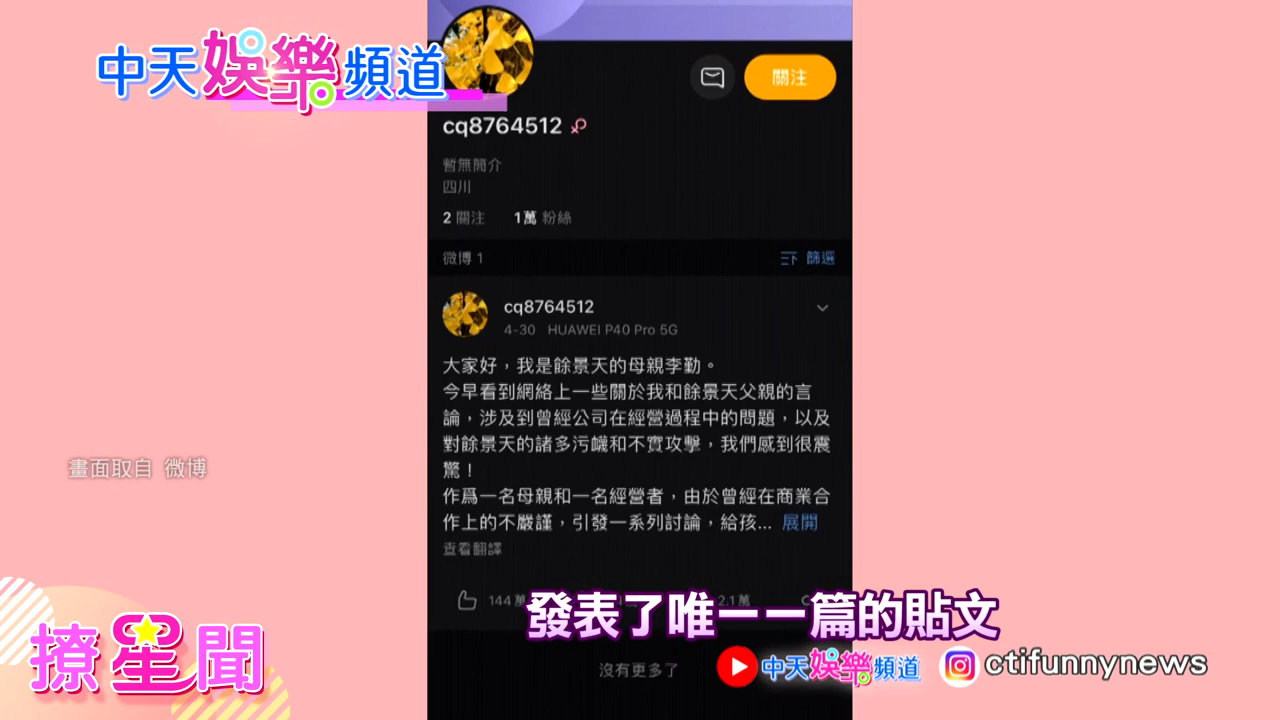 中天娛樂頻道
關注
cq8764512
暫無簡介
四川
2 關注 1萬 粉絲
微博 1
篩選
cq8764512
4-30 HUAWEI P40 Pro 5G
大家好，我是餘景天的母親李勤。
今早看到網絡上一些關於我和餘景天父親的言
論，涉及到曾經公司在經營過程中的問題，以及
對餘景天的諸多污衊和不實攻擊，我們感到很震
驚！
作爲一名母親和一名經營者，由於曾經在商業合
作上的不嚴謹，引發一系列討論，給孩... 展開
查看翻譯
144萬
2.1萬
發表了唯一一篇的貼文
沒有更多了
畫面取自 微博
撩星聞
中天娛樂頻道
ctifunnynews